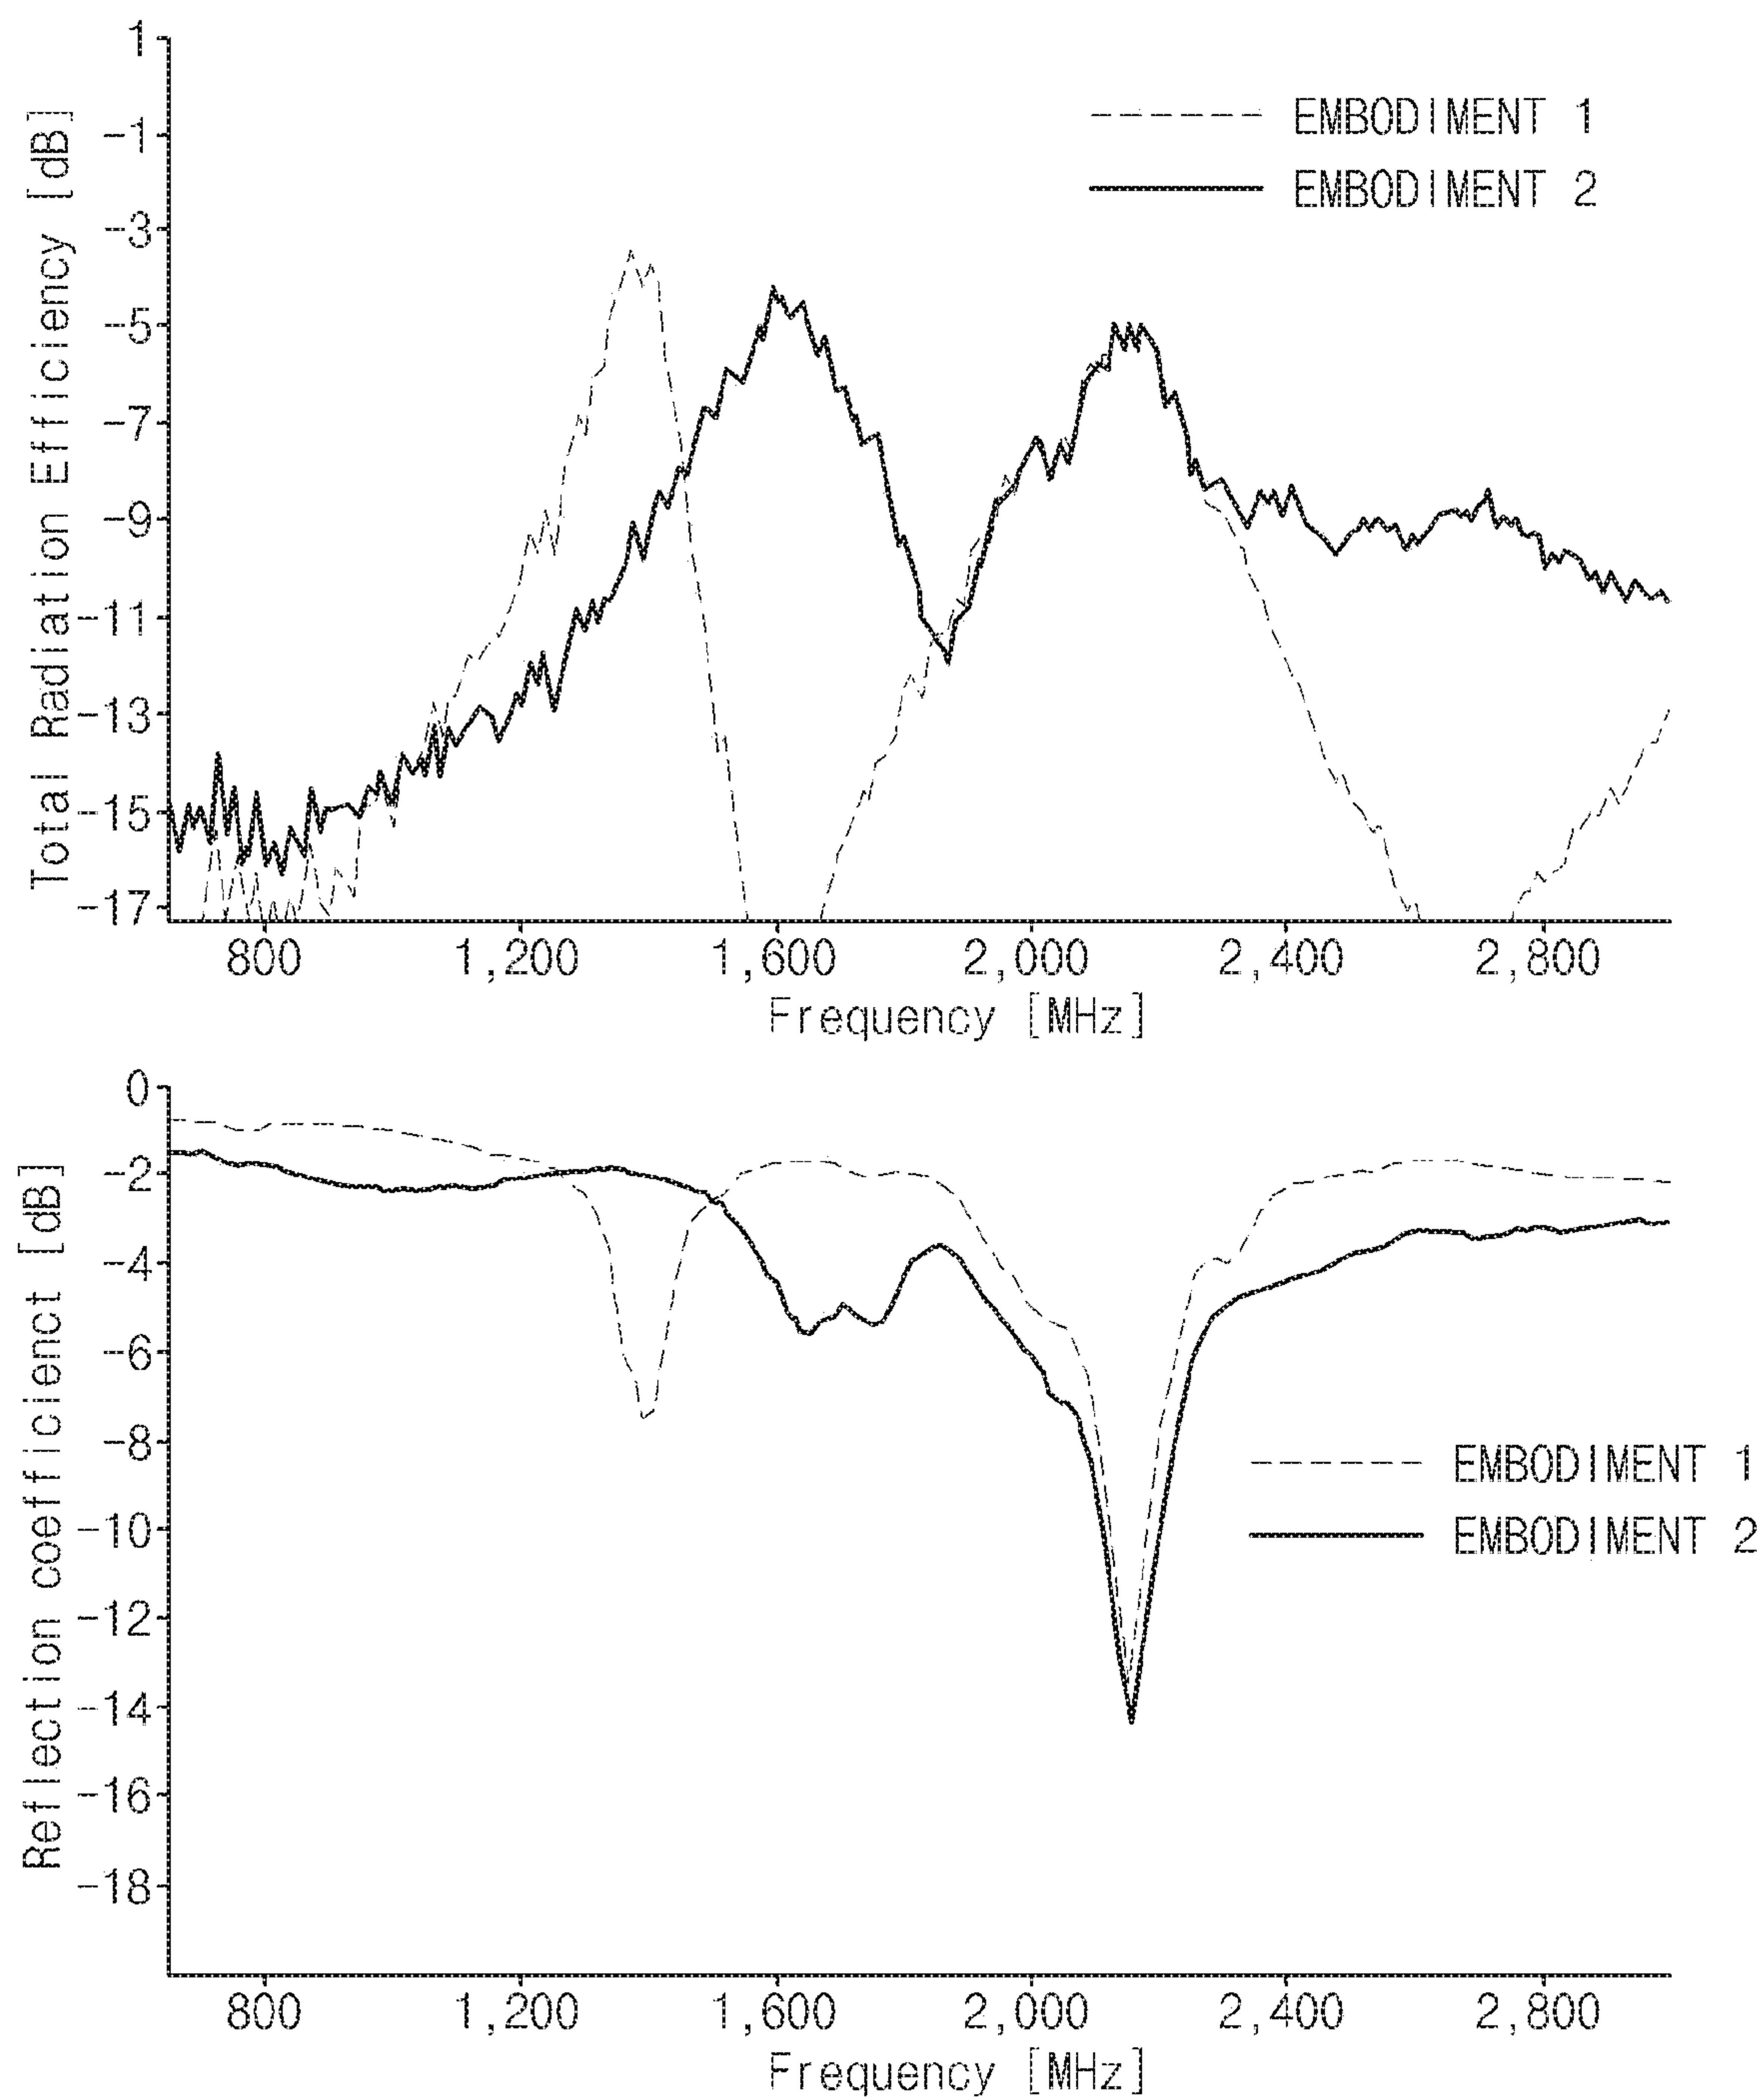 Total Radiation Efficiency [dB]
1
-1
-3
-5
-7
-9
-11
-13
-15
-17
EMBODIMENT 1
EMBODIMENT 2
800 1,200 1,600 2,000 2,400 2,800
Frequency [MHz]
Reflection coefficienct [dB]
0
-2
-4
-6
-8
-10
-12
-14
-16
-18
EMBODIMENT 1
EMBODIMENT 2
800 1,200 1,600 2,000 2,400 2,800
Frequency [MHz]